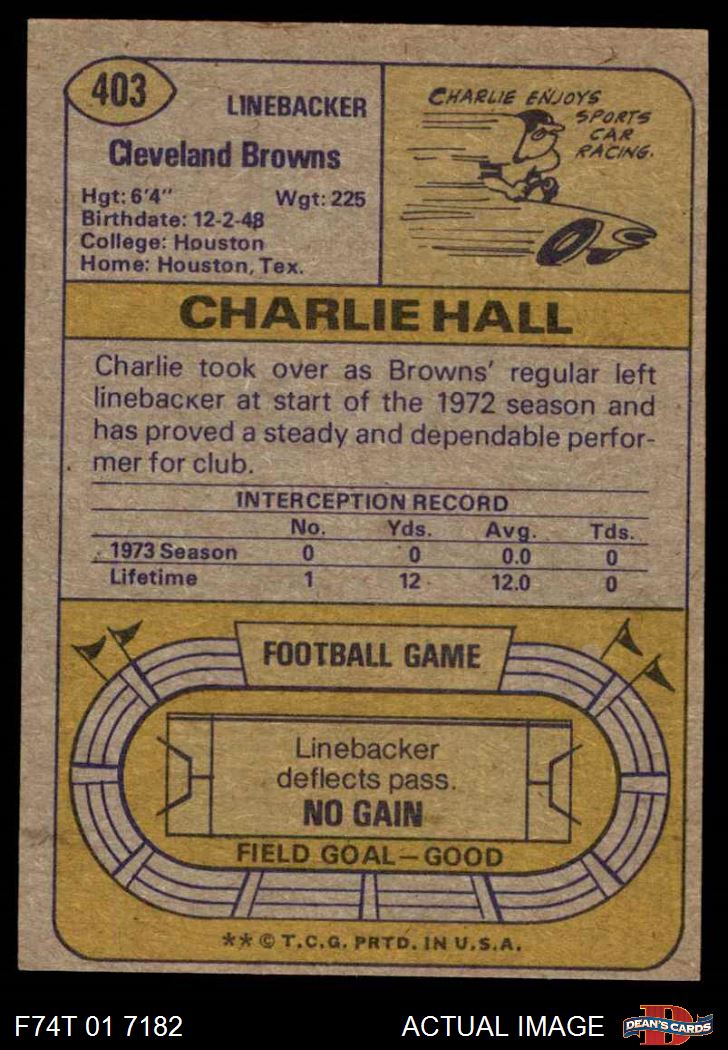 403
LINEBACKER
Cleveland Browns
Hgt: 6'4" Wgt: 225
Birthdate: 12-2-48
College: Houston
Home: Houston, Tex.
CHARLIE ENJOYS
SPORTS
CAR
RACING.
CHARLIE HALL
Charlie took over as Browns' regular left
linebacker at start of the 1972 season and
has proved a steady and dependable perfor-
mer for club.
INTERCEPTION RECORD
No. Yds. Avg. Tds.
1973 Season 0 0 0.0 0
Lifetime 1 12 12.0 0
FOOTBALL GAME
Linebacker
deflects pass.
NO GAIN
FIELD GOAL—GOOD
** © T.C.G. PRTD. IN U.S.A.
F74T 01 7182 ACTUAL IMAGE
D
DEAN'S CARDS